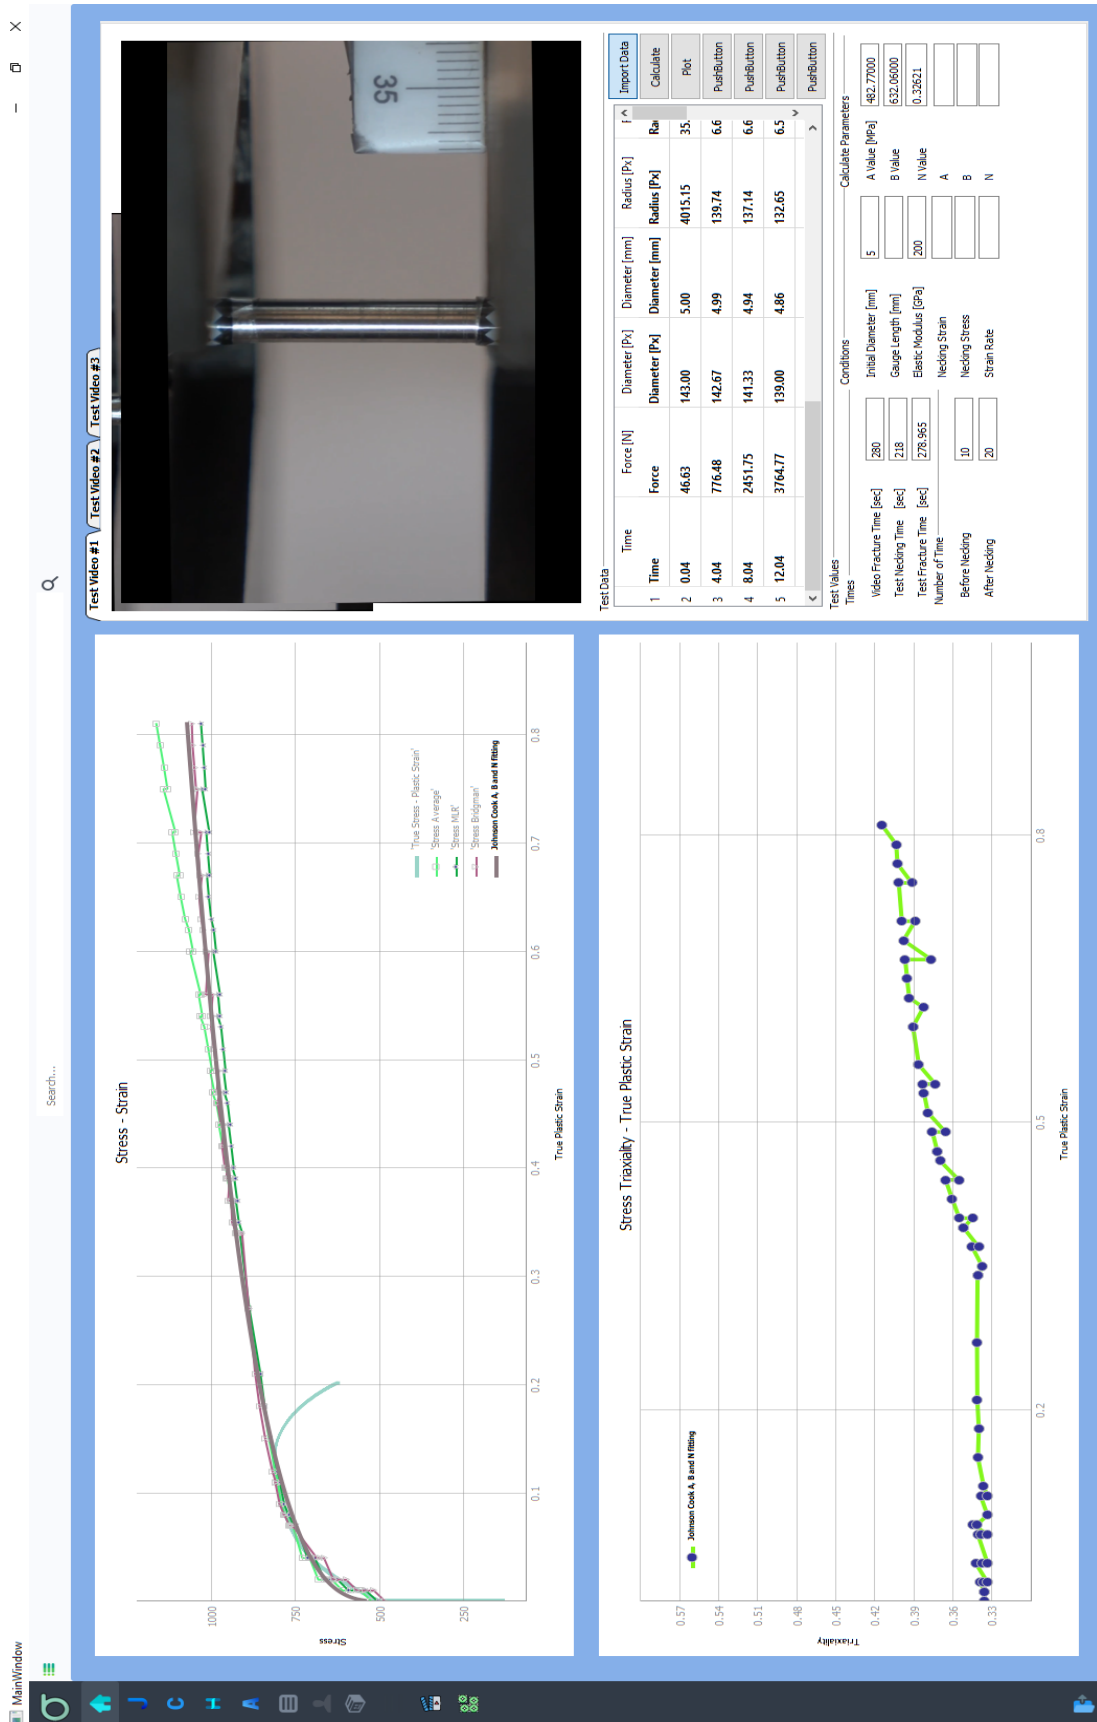 MainWindow
Search...
Stress - Strain
1000
750
500
250
Stress
0.1
0.2
0.3
0.4
0.5
0.6
0.7
0.8
True Plastic Strain
'True Stress - Plastic Strain'
'Stress Average'
'Stress MLR'
'Stress Bridgman'
Johnson Cook A, B and N fitting
Stress Triaxiality - True Plastic Strain
Johnson Cook A, B and N fitting
0.57
0.54
0.51
0.48
0.45
0.42
0.39
0.36
0.33
Triaxiality
0.2
0.5
0.8
True Plastic Strain
Test Video #1 Test Video #2 Test Video #3
35
Test Data
Time Force [N] Diameter [Px] Diameter [mm] Radius [Px]
1 Time Force Diameter [Px] Diameter [mm] Radius [Px] Ra
2 0.04 46.63 143.00 5.00 4015.15 35.
3 4.04 776.48 142.67 4.99 139.74 6.6
4 8.04 2451.75 141.33 4.94 137.14 6.6
5 12.04 3764.77 139.00 4.86 132.65 6.5
Import Data
Calculate
Plot
PushButton
PushButton
PushButton
PushButton
Test Values
Times Conditions Calculate Parameters
Video Fracture Time [sec] 280 Initial Diameter [mm] 5 A Value [MPa] 482.77000
Test Necking Time [sec] 218 Gauge Length [mm] B Value 632.06000
Test Fracture Time [sec] 278.965 Elastic Modulus [GPa] 200 N Value 0.32621
Number of Time Necking Strain A
Before Necking 10 Necking Stress B
After Necking 20 Strain Rate N
σ
J
C
H
A